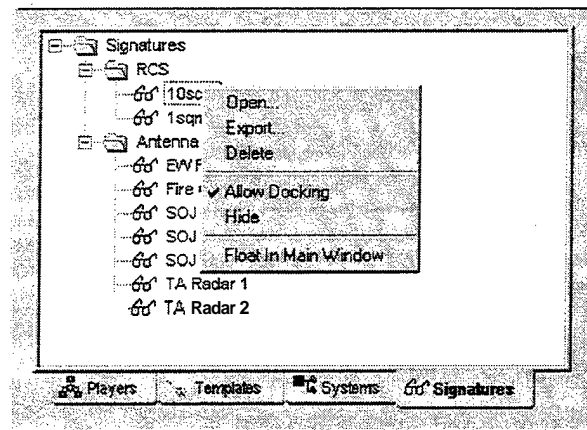 Signatures
RCS
10sc
1sqn
Antenna
Open...
Export...
Delete
Allow Docking
Hide
Float In Main Window
EW F
Fire
SOJ
SOJ
SOJ
TA Radar 1
TA Radar 2
Players Templates Systems Signatures